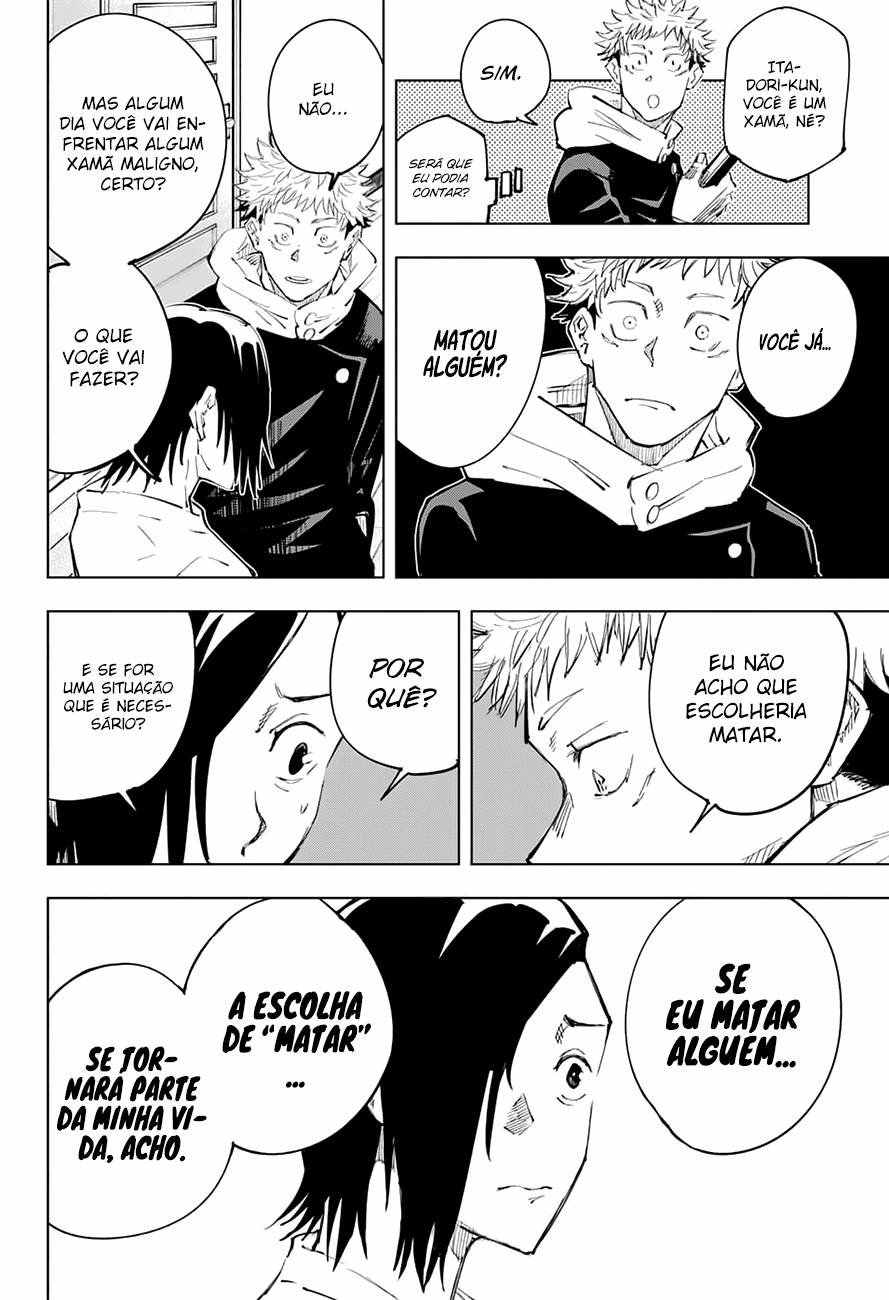 ITA-
DORI-KUN,
VOCÊ É UM
XAMÃ, NÉ?
SIM.
SERÁ QUE
EU PODIA
CONTAR?
VOCÊ JÁ...
MATOU
ALGUÉM?
EU
NÃO...
MAS ALGUM
DIA VOCÊ VAI EN-
FRENTAR ALGUM
XAMÃ MALIGNO,
CERTO?
O QUE
VOCÊ VAI
FAZER?
EU NÃO
ACHO QUE
ESCOLHERIA
MATAR.
POR
QUÊ?
E SE FOR
UMA SITUAÇÃO
QUE É NECES-
SÁRIO?
SE
EU MATAR
ALGUÉM...
A ESCOLHA
DE “MATAR”
...
SE TOR-
NARÁ PARTE
DA MINHA VI-
DA, ACHO.